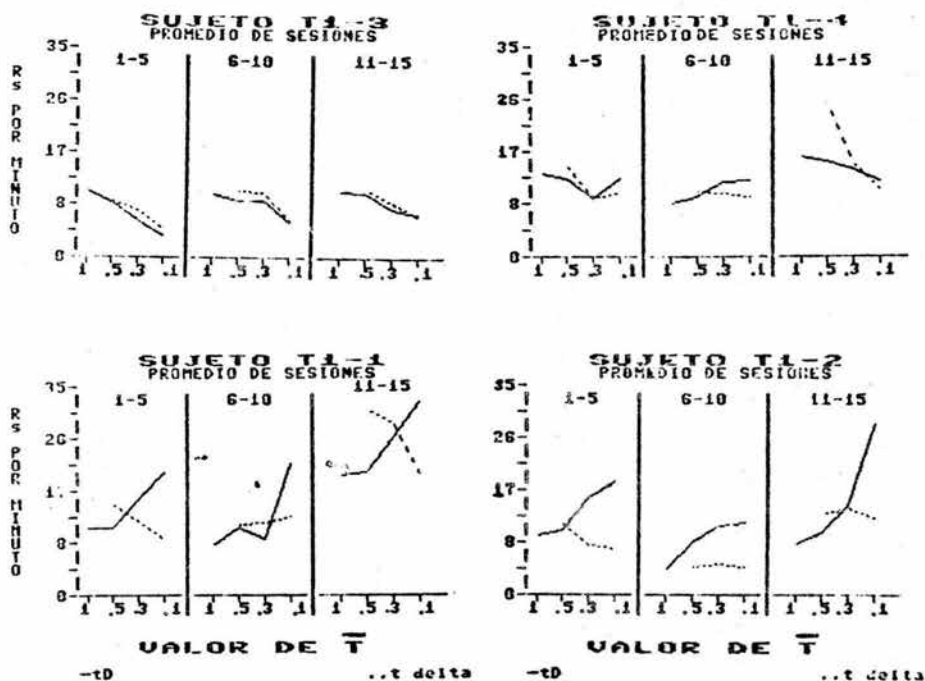 SUJETO T1-3
PROMEDIO DE SESIONES
1-5 6-10 11-15
Rs POR MINUTO
35
26
17
8
0
1 .5 .3 .1 1 .5 .3 .1 1 .5 .3 .1
SUJETO T1-4
PROMEDIO DE SESIONES
1-5 6-10 11-15
35
26
17
8
0
1 .5 .3 .1 1 .5 .3 .1 1 .5 .3 .1
SUJETO T1-1
PROMEDIO DE SESIONES
1-5 6-10 11-15
Rs POR MINUTO
35
26
17
8
0
1 .5 .3 .1 1 .5 .3 .1 1 .5 .3 .1
VALOR DE T̅
-tD ..t delta
SUJETO T1-2
PROMEDIO DE SESIONES
1-5 6-10 11-15
35
26
17
8
0
1 .5 .3 .1 1 .5 .3 .1 1 .5 .3 .1
VALOR DE T̅
-tD ..t delta